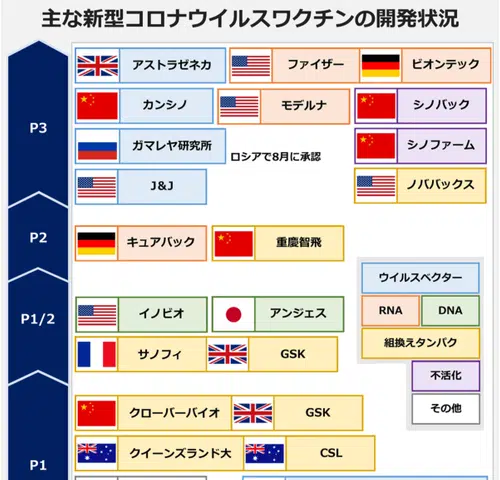 主な新型コロナウイルスワクチンの開発状況
P3
アストラゼネカ
ファイザー
ビオンテック
カンシノ
モデルナ
シノバック
ガマレヤ研究所
ロシアで8月に承認
シノファーム
J&J
ノババックス
P2
キュアバック
重慶智飛
P1/2
イノビオ
アンジェス
サノフィ
GSK
ウイルスベクター
RNA
DNA
組換えタンパク
不活化
その他
P1
クローバーバイオ
GSK
クイーンズランド大
CSL